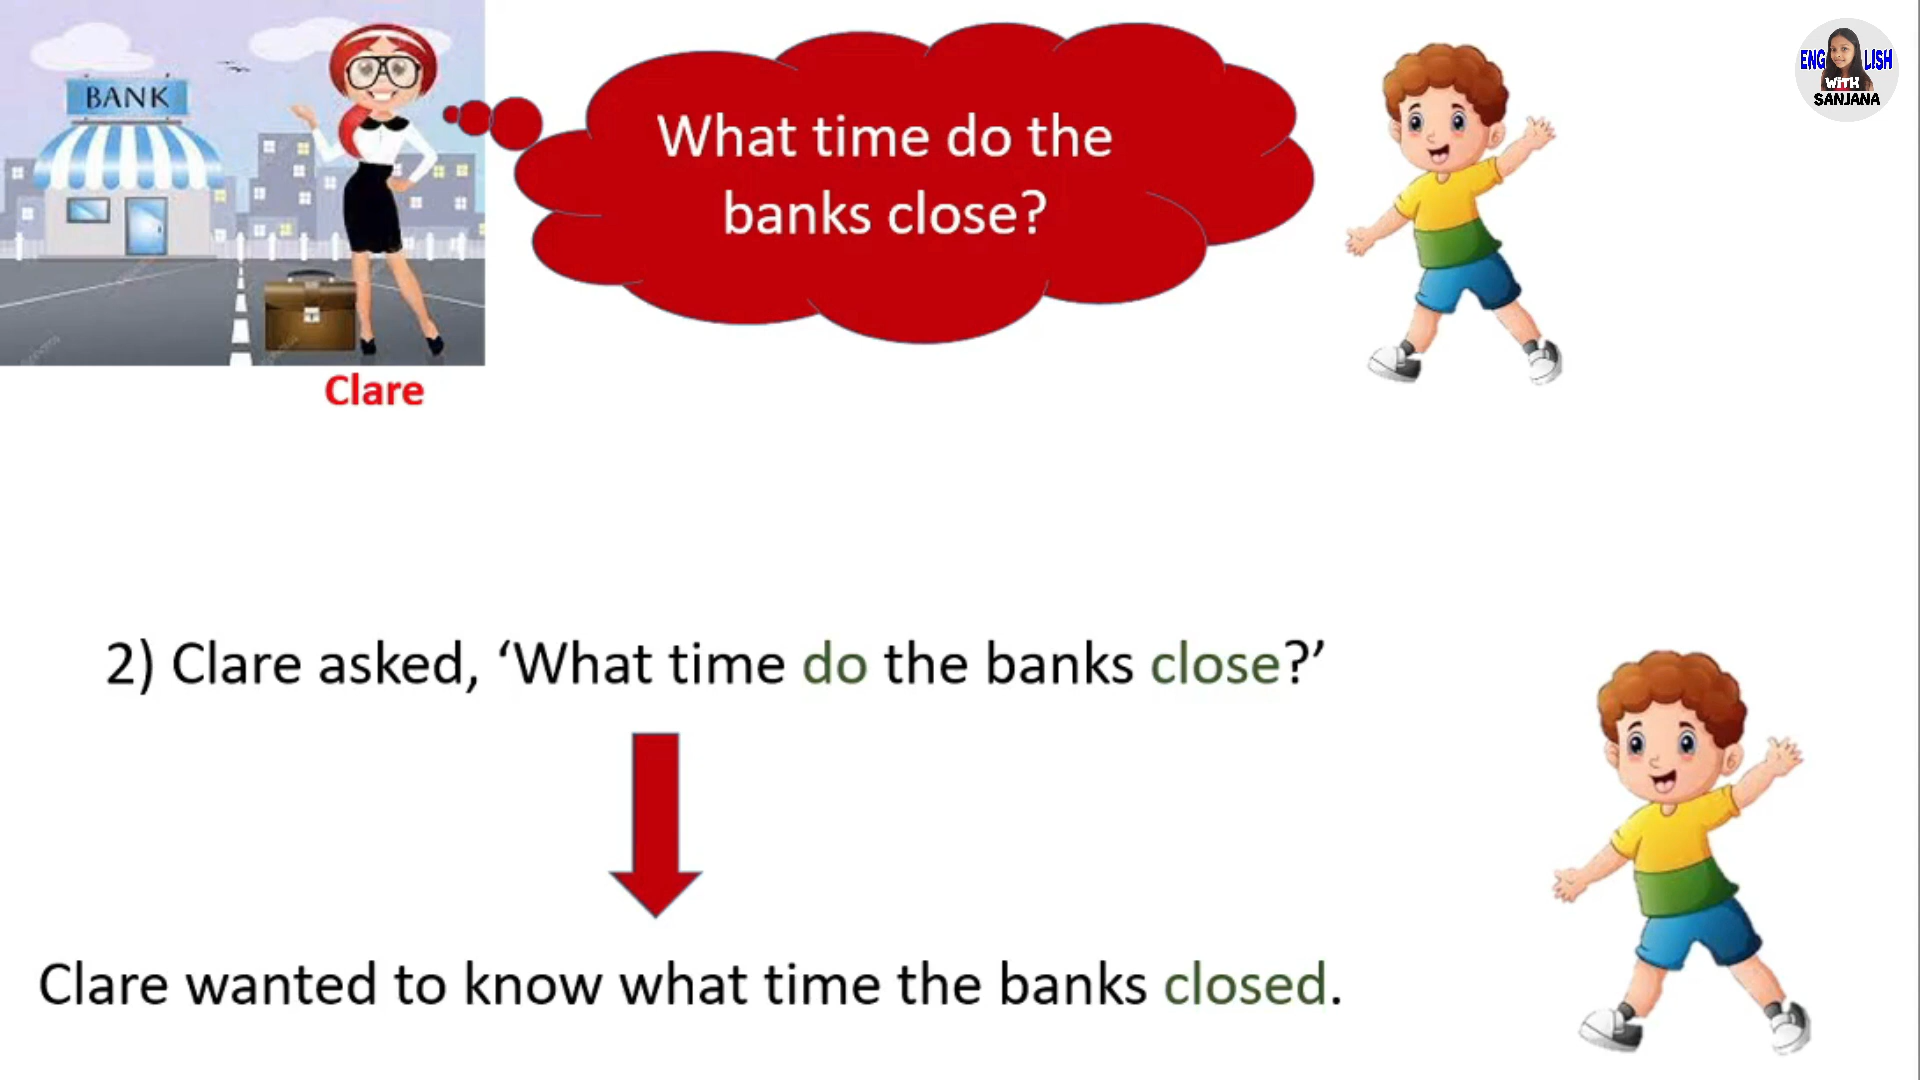 BANK
What time do the
banks close?
ENG LISH
WITH
SANJANA
Clare
2) Clare asked, ‘What time do the banks close?’
Clare wanted to know what time the banks closed.